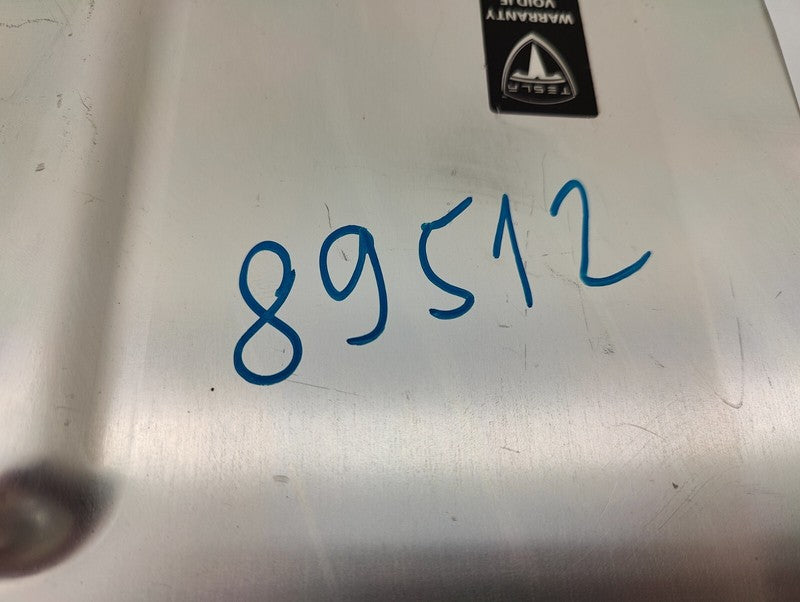 TESLA
WARRANTY
VOID IF
89512